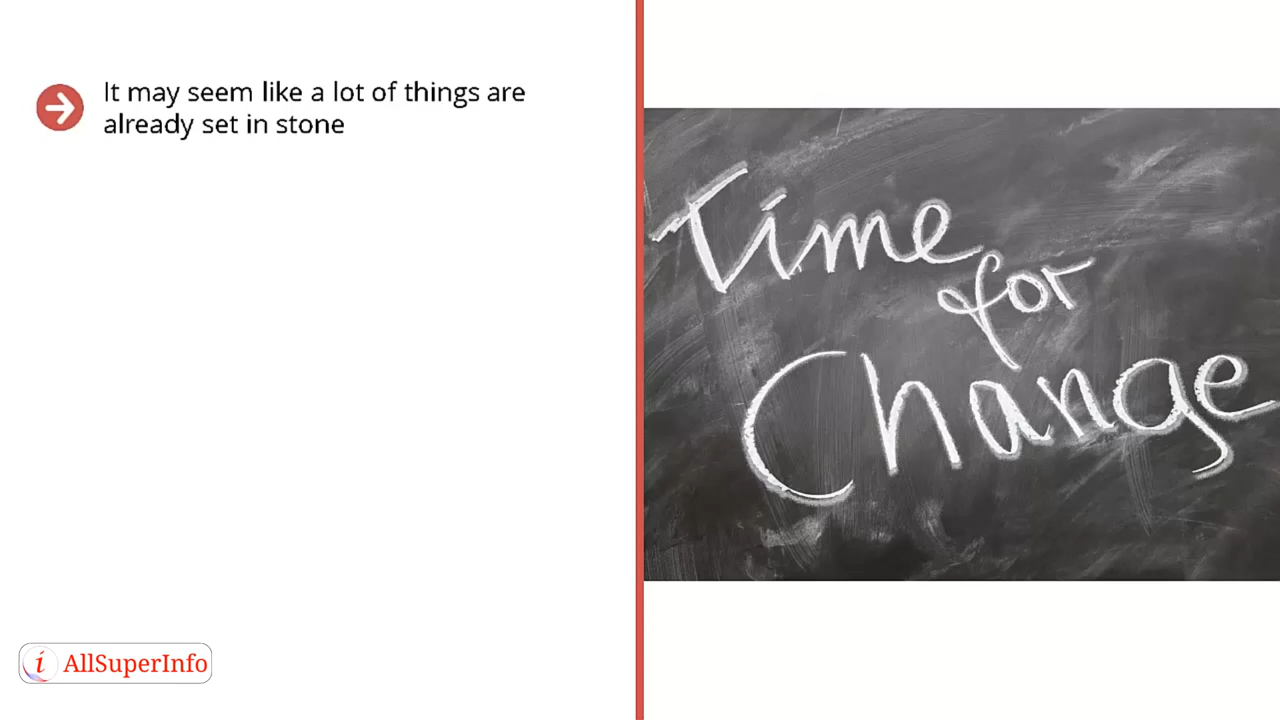 It may seem like a lot of things are
already set in stone
Time
for
Change
i AllSuperInfo